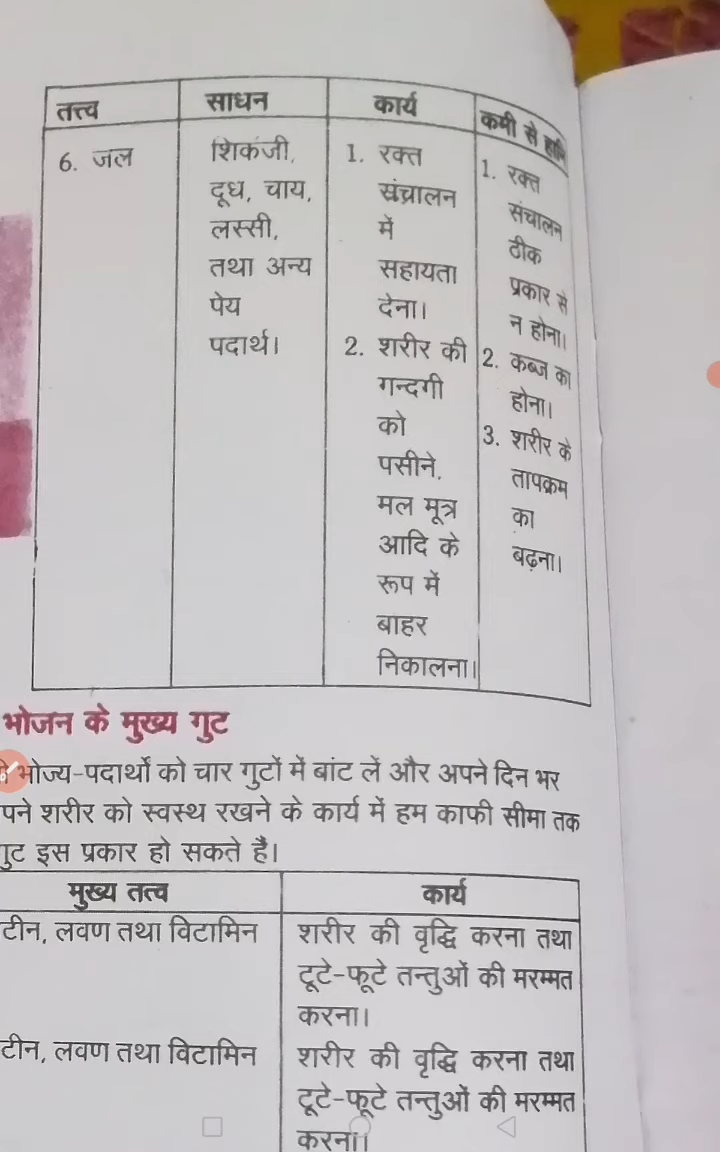 तत्त्व
साधन
कार्य
कमी से हानि
6. जल
शिकंजी,
दूध, चाय,
लस्सी,
तथा अन्य
पेय
पदार्थ।
1. रक्त
संचालन
में
सहायता
देना।
2. शरीर की
गन्दगी
को
पसीने,
मल मूत्र
आदि के
रूप में
बाहर
निकालना।
1. रक्त
संचालन
ठीक
प्रकार से
न होना।
2. कब्ज का
होना।
3. शरीर के
तापक्रम
का
बढ़ना।
भोजन के मुख्य गुट
भोज्य-पदार्थों को चार गुटों में बांट लें और अपने दिन भर
पने शरीर को स्वस्थ रखने के कार्य में हम काफी सीमा तक
गुट इस प्रकार हो सकते हैं।
मुख्य तत्व
कार्य
टीन, लवण तथा विटामिन
शरीर की वृद्धि करना तथा
टूटे-फूटे तन्तुओं की मरम्मत
करना।
टीन, लवण तथा विटामिन
शरीर की वृद्धि करना तथा
टूटे-फूटे तन्तुओं की मरम्मत
करना।